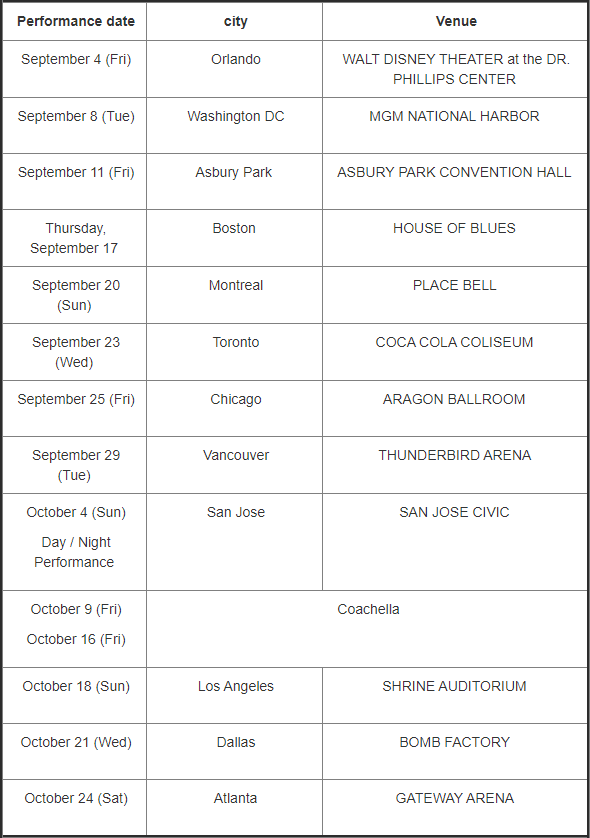 Performance date city Venue
September 4 (Fri) Orlando WALT DISNEY THEATER at the DR.
PHILLIPS CENTER
September 8 (Tue) Washington DC MGM NATIONAL HARBOR
September 11 (Fri) Asbury Park ASBURY PARK CONVENTION HALL
Thursday,
September 17 Boston HOUSE OF BLUES
September 20
(Sun) Montreal PLACE BELL
September 23
(Wed) Toronto COCA COLA COLISEUM
September 25 (Fri) Chicago ARAGON BALLROOM
September 29
(Tue) Vancouver THUNDERBIRD ARENA
October 4 (Sun)
Day / Night
Performance San Jose SAN JOSE CIVIC
October 9 (Fri)
October 16 (Fri) Coachella
October 18 (Sun) Los Angeles SHRINE AUDITORIUM
October 21 (Wed) Dallas BOMB FACTORY
October 24 (Sat) Atlanta GATEWAY ARENA